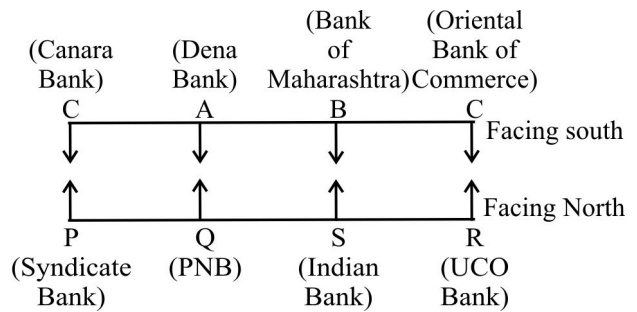 (Bank (Oriental
(Canara (Dena of Bank of
Bank) Bank) Maharashtra) Commerce)
C A B C
Facing south
Facing North
P Q S R
(Syndicate (PNB) (Indian (UCO
Bank) Bank) Bank)